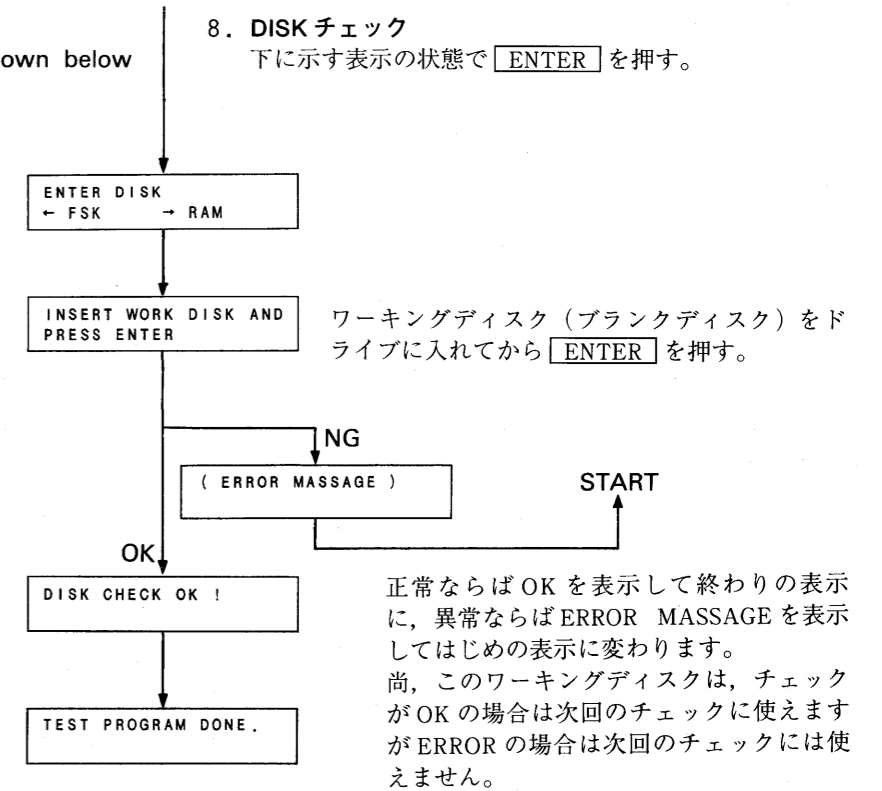 8. DISK チェック
own below
下に示す表示の状態で ENTER を押す。
ENTER DISK
← FSK → RAM
INSERT WORK DISK AND
PRESS ENTER
ワーキングディスク（ブランクディスク）をド
ライブに入れてから ENTER を押す。
NG
( ERROR MASSAGE )
START
OK
DISK CHECK OK !
正常ならば OK を表示して終わりの表示
に，異常ならば ERROR MASSAGE を表示
してはじめの表示に変わります。
尚，このワーキングディスクは，チェック
が OK の場合は次回のチェックに使えます
が ERROR の場合は次回のチェックには使
えません。
TEST PROGRAM DONE.